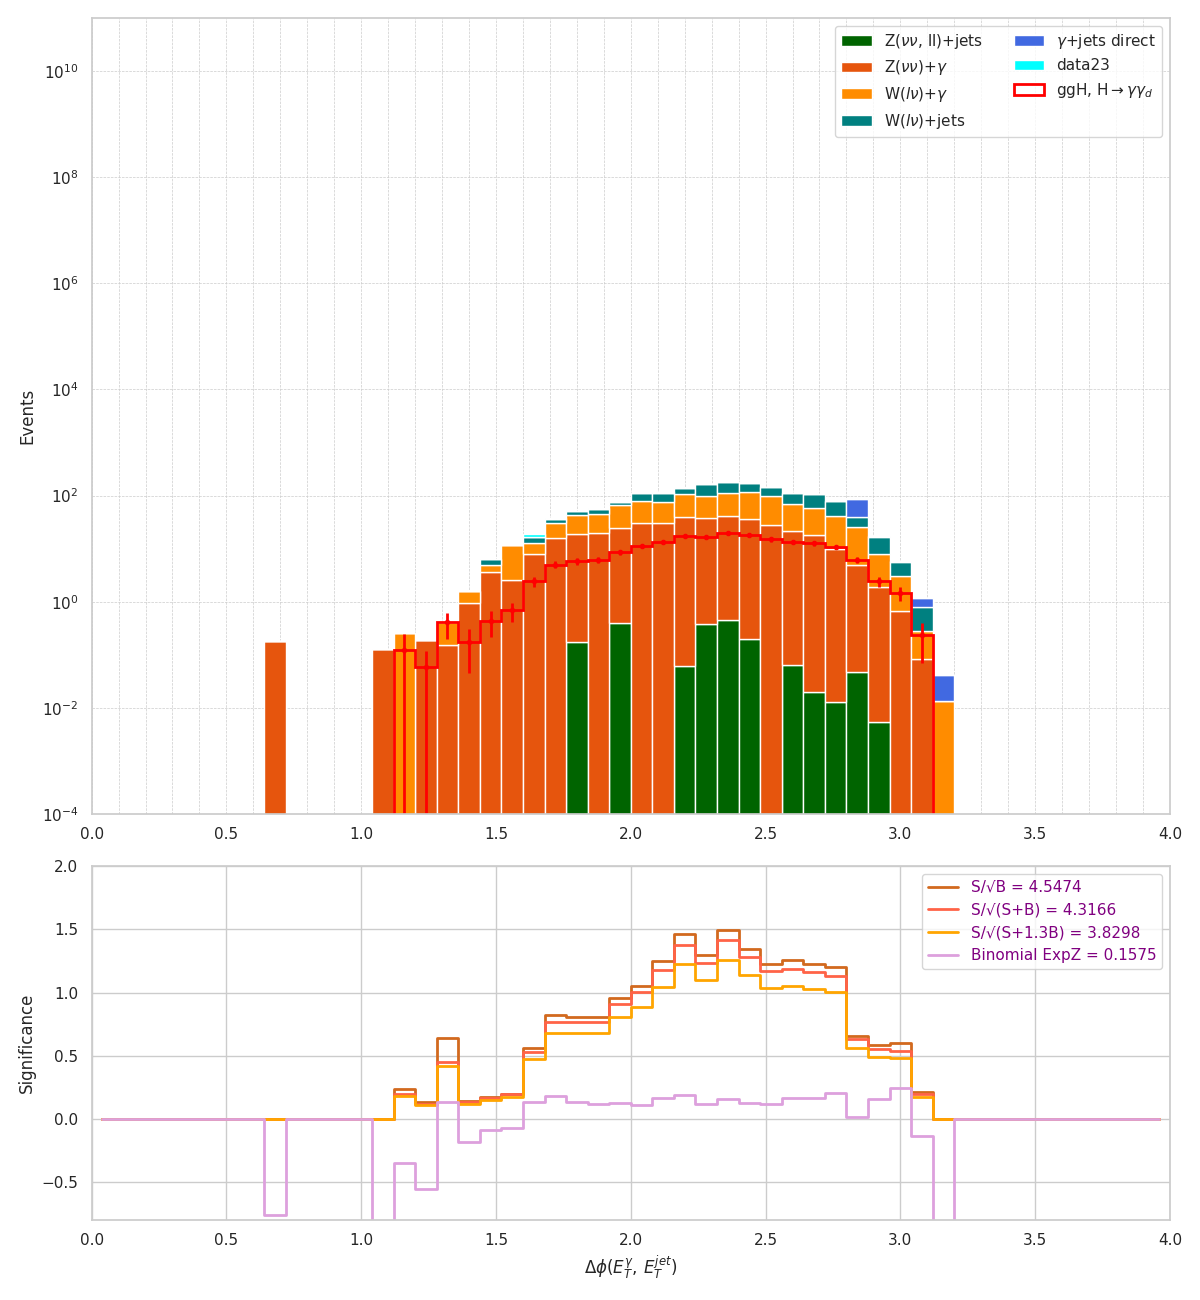 Z(νν, ll)+jets
Z(νν)+γ
W(lν)+γ
W(lν)+jets
γ+jets direct
data23
ggH, H→γγ_d
10^10
10^8
10^6
10^4
10^2
10^0
10^−2
10^−4
Events
0.0 0.5 1.0 1.5 2.0 2.5 3.0 3.5 4.0
S/√B = 4.5474
S/√(S+B) = 4.3166
S/√(S+1.3B) = 3.8298
Binomial ExpZ = 0.1575
2.0
1.5
1.0
0.5
0.0
−0.5
Significance
0.0 0.5 1.0 1.5 2.0 2.5 3.0 3.5 4.0
Δϕ(E_T^γ, E_T^jet)